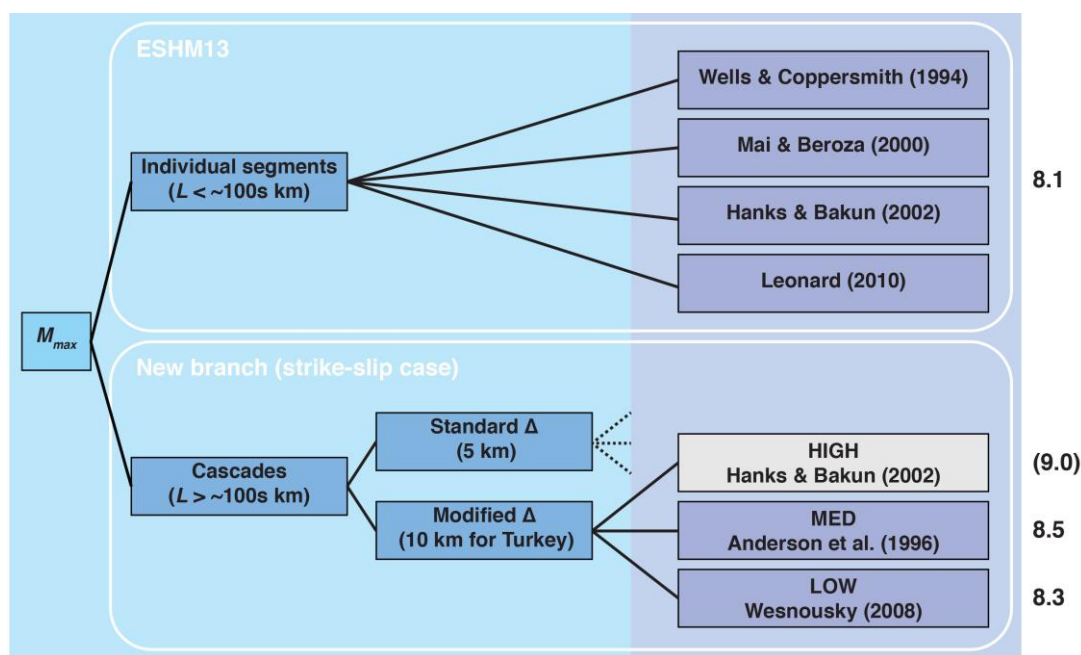 ESHM13
Wells & Coppersmith (1994)
Individual segments
(L < ~100s km)
Mai & Beroza (2000)
8.1
Hanks & Bakun (2002)
Leonard (2010)
Mmax
New branch (strike-slip case)
Standard Δ
(5 km)
HIGH
Hanks & Bakun (2002)
(9.0)
Cascades
(L > ~100s km)
Modified Δ
(10 km for Turkey)
MED
Anderson et al. (1996)
8.5
LOW
Wesnousky (2008)
8.3